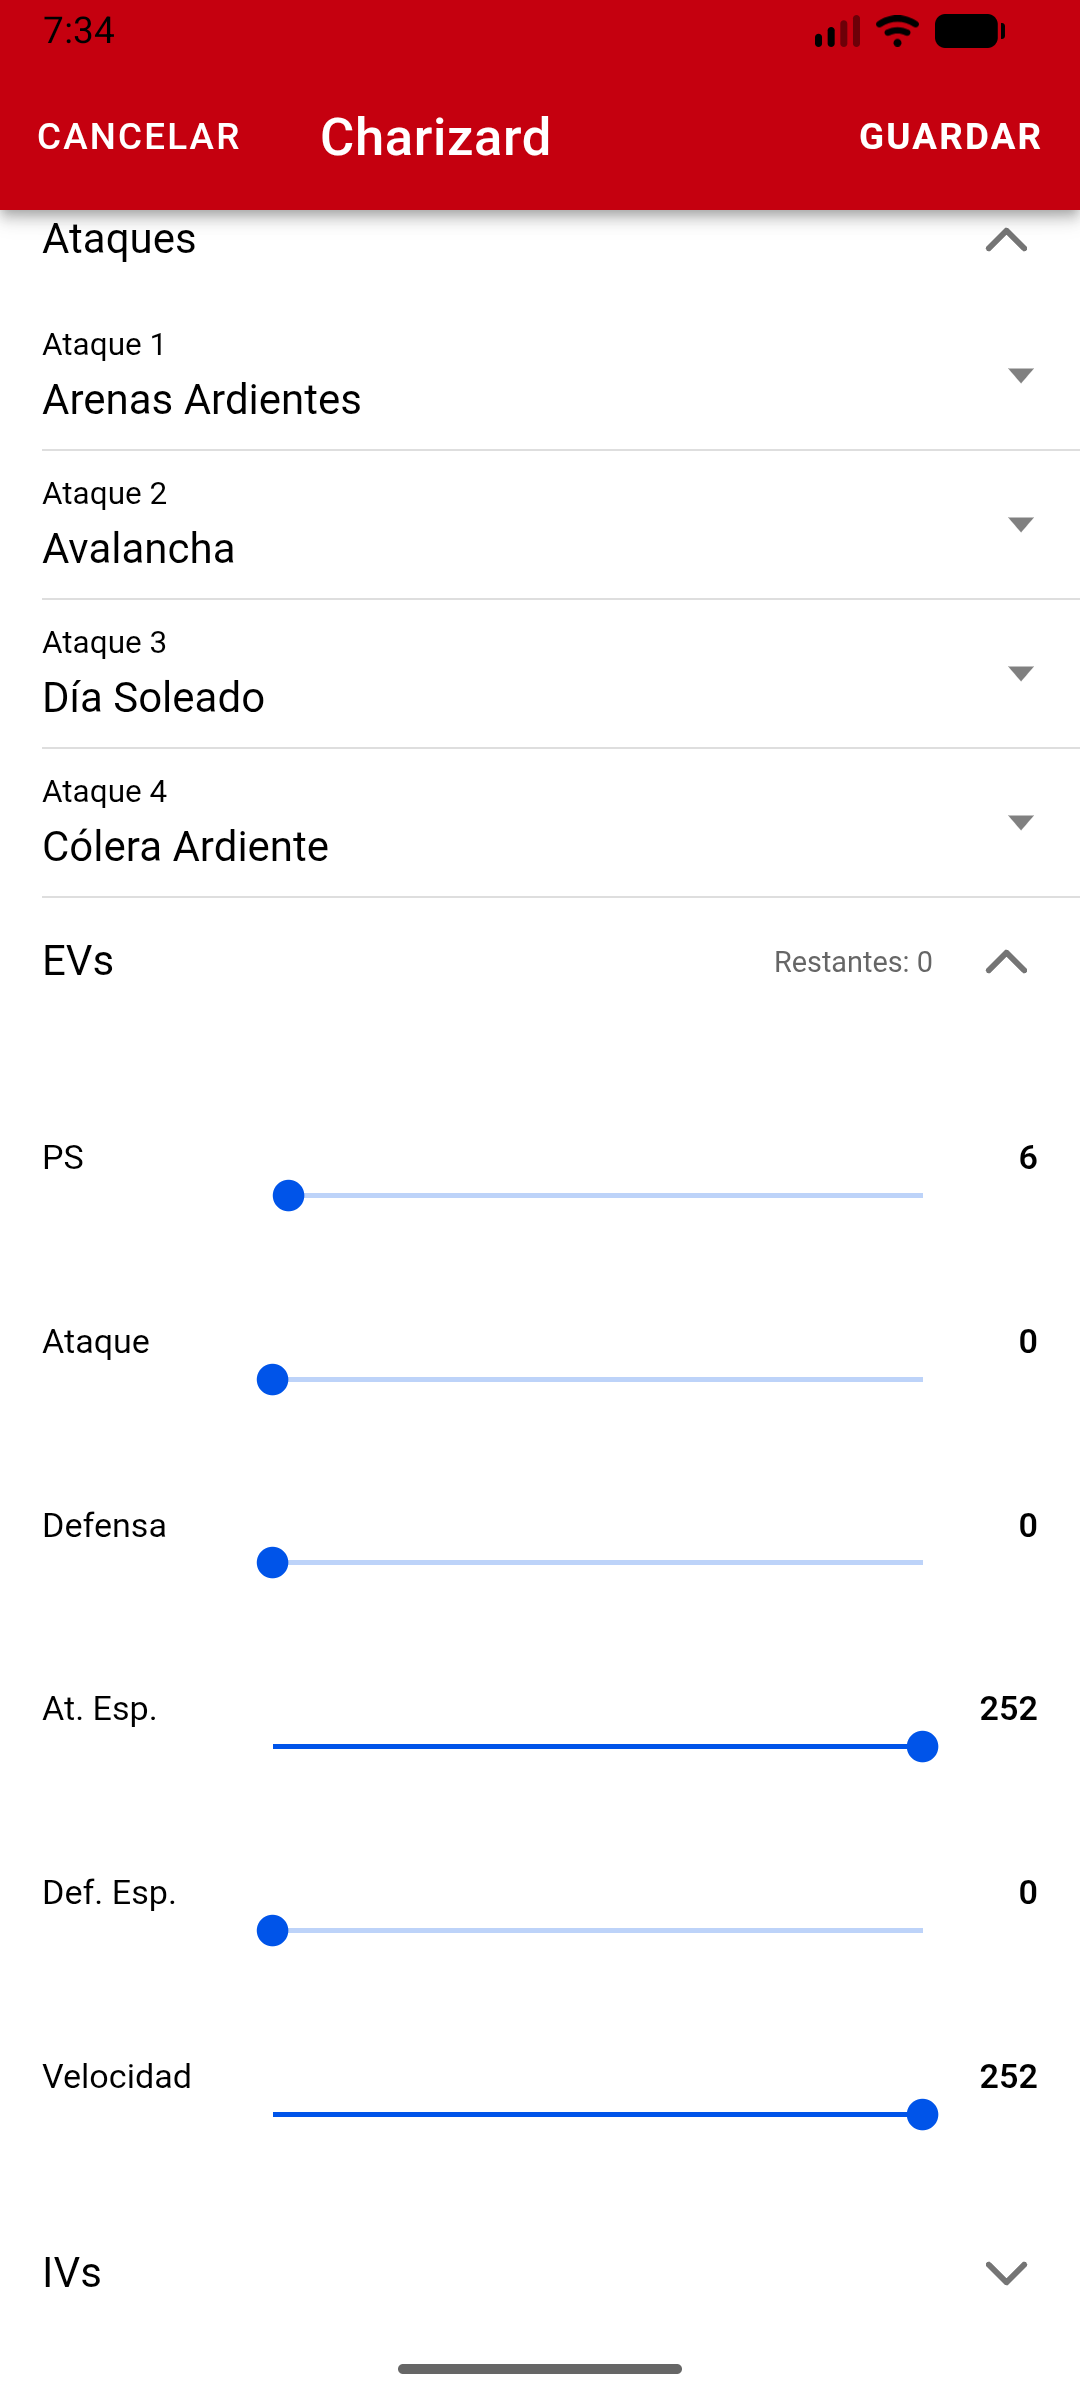 7:34
CANCELAR Charizard GUARDAR
Ataques
Ataque 1
Arenas Ardientes
Ataque 2
Avalancha
Ataque 3
Día Soleado
Ataque 4
Cólera Ardiente
EVs Restantes: 0
PS 6
Ataque 0
Defensa 0
At. Esp. 252
Def. Esp. 0
Velocidad 252
IVs